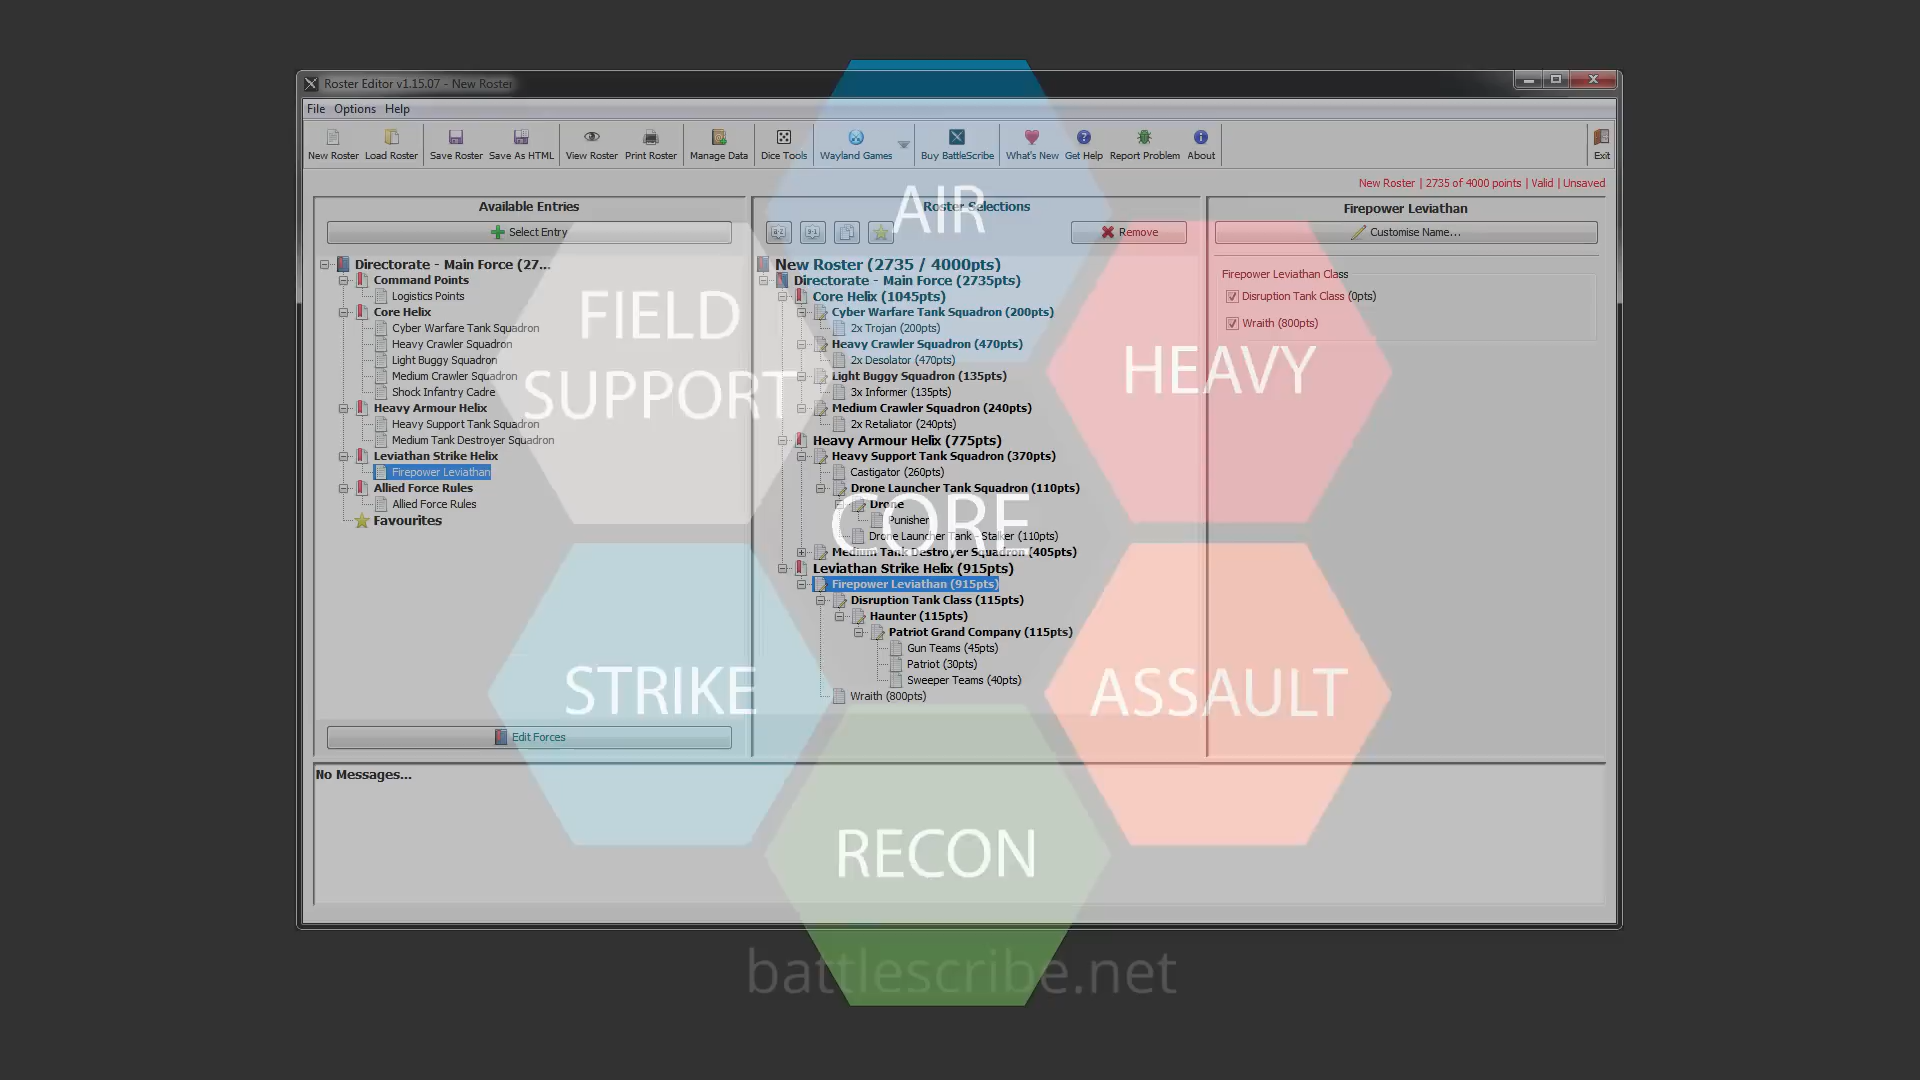 Roster Editor v1.15.07 - New Roster
File Options Help
New Roster Load Roster Save Roster Save As HTML View Roster Print Roster Manage Data Dice Tools Wayland Games Buy BattleScribe What's New Get Help Report Problem About Exit
New Roster | 2735 of 4000 points | Valid | Unsaved
Available Entries
Select Entry
Directorate - Main Force (27...
Command Points
Logistics Points
Core Helix
Cyber Warfare Tank Squadron
Heavy Crawler Squadron
Light Buggy Squadron
Medium Crawler Squadron
Shock Infantry Cadre
Heavy Armour Helix
Heavy Support Tank Squadron
Medium Tank Destroyer Squadron
Leviathan Strike Helix
Firepower Leviathan
Allied Force Rules
Allied Force Rules
Favourites
Edit Forces
Roster Selections
Remove
New Roster (2735 / 4000pts)
Directorate - Main Force (2735pts)
Core Helix (1045pts)
Cyber Warfare Tank Squadron (200pts)
2x Trojan (200pts)
Heavy Crawler Squadron (470pts)
2x Desolator (470pts)
Light Buggy Squadron (135pts)
3x Informer (135pts)
Medium Crawler Squadron (240pts)
2x Retaliator (240pts)
Heavy Armour Helix (775pts)
Heavy Support Tank Squadron (370pts)
Castigator (260pts)
Drone Launcher Tank Squadron (110pts)
Drone
Punisher
Drone Launcher Tank - Stalker (110pts)
Medium Tank Destroyer Squadron (405pts)
Leviathan Strike Helix (915pts)
Firepower Leviathan (915pts)
Disruption Tank Class (115pts)
Haunter (115pts)
Patriot Grand Company (115pts)
Gun Teams (45pts)
Patriot (30pts)
Sweeper Teams (40pts)
Wraith (800pts)
Firepower Leviathan
Customise Name...
Firepower Leviathan Class
Disruption Tank Class (0pts)
Wraith (800pts)
No Messages...
AIR
FIELD
SUPPORT
HEAVY
CORE
STRIKE
ASSAULT
RECON
battlescribe.net